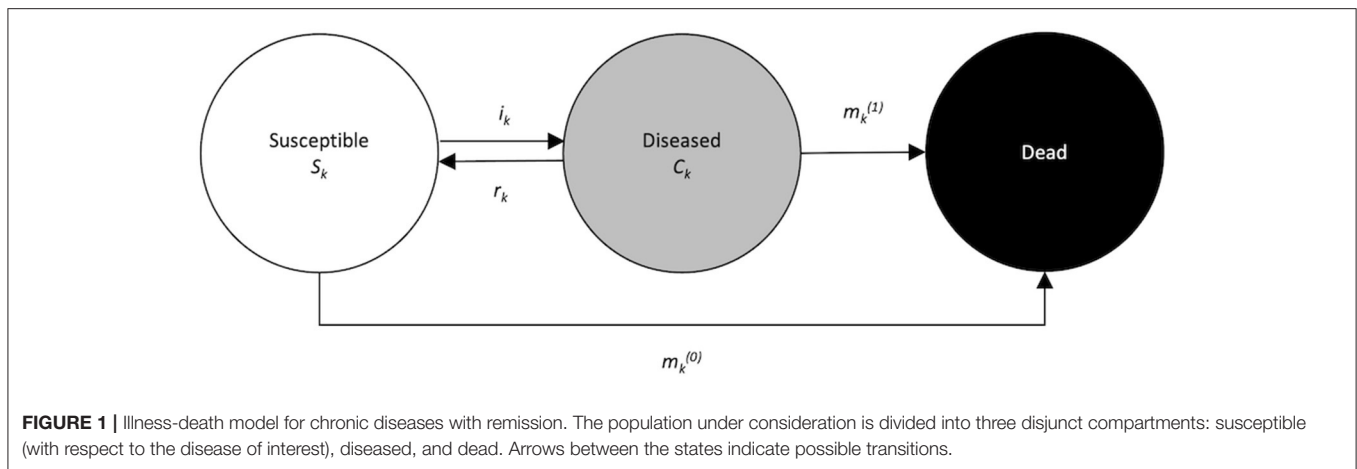 Susceptible
S_k
i_k
r_k
Diseased
C_k
m_k^(1)
Dead
m_k^(0)
FIGURE 1 | Illness-death model for chronic diseases with remission. The population under consideration is divided into three disjunct compartments: susceptible
(with respect to the disease of interest), diseased, and dead. Arrows between the states indicate possible transitions.